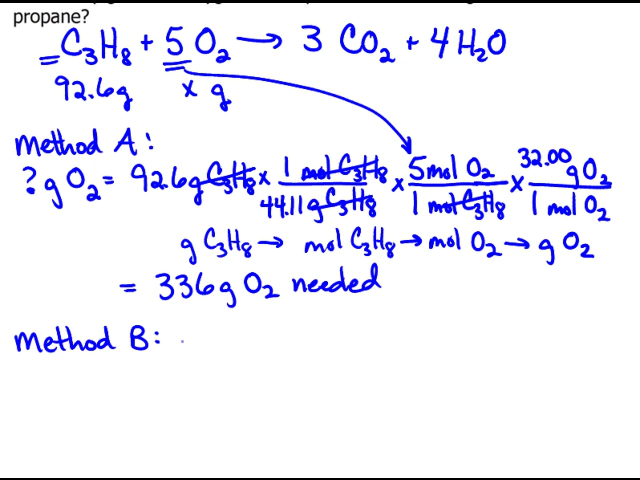 propane?
C₃H₈ + 5 O₂ → 3 CO₂ + 4 H₂O
92.6g x g
Method A:
? g O₂ = 92.6g C₃H₈ x 1 mol C₃H₈ / 44.11 g C₃H₈ x 5 mol O₂ / 1 mol C₃H₈ x 32.00 g O₂ / 1 mol O₂
g C₃H₈ → mol C₃H₈ → mol O₂ → g O₂
= 336 g O₂ needed
Method B: